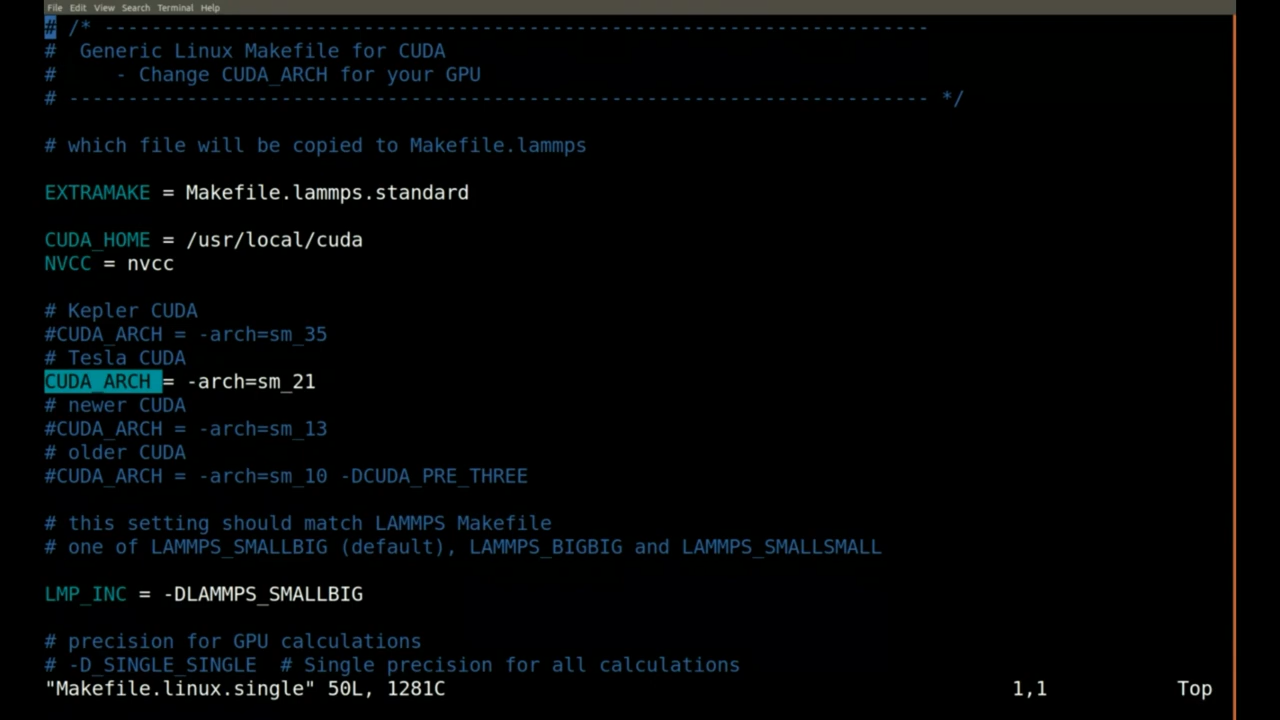 File Edit View Search Terminal Help
# /* ----------------------------------------------------------------------
#  Generic Linux Makefile for CUDA
#     - Change CUDA_ARCH for your GPU
# ------------------------------------------------------------------------- */
# which file will be copied to Makefile.lammps
EXTRAMAKE = Makefile.lammps.standard
CUDA_HOME = /usr/local/cuda
NVCC = nvcc
# Kepler CUDA
#CUDA_ARCH = -arch=sm_35
# Tesla CUDA
CUDA_ARCH = -arch=sm_21
# newer CUDA
#CUDA_ARCH = -arch=sm_13
# older CUDA
#CUDA_ARCH = -arch=sm_10 -DCUDA_PRE_THREE
# this setting should match LAMMPS Makefile
# one of LAMMPS_SMALLBIG (default), LAMMPS_BIGBIG and LAMMPS_SMALLSMALL
LMP_INC = -DLAMMPS_SMALLBIG
# precision for GPU calculations
# -D_SINGLE_SINGLE  # Single precision for all calculations
"Makefile.linux.single" 50L, 1281C 1,1 Top